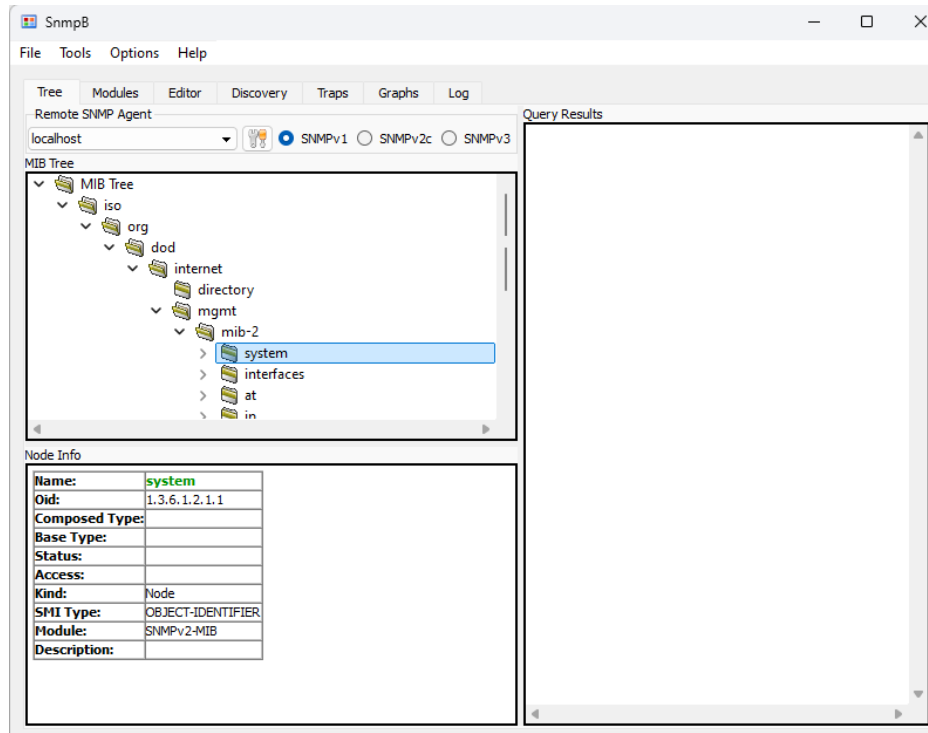 SnmpB
File Tools Options Help
Tree Modules Editor Discovery Traps Graphs Log
Remote SNMP Agent
localhost SNMPv1 SNMPv2c SNMPv3
MIB Tree
MIB Tree
iso
org
dod
internet
directory
mgmt
mib-2
system
interfaces
at
ip
Node Info
Name: system
Oid: 1.3.6.1.2.1.1
Composed Type:
Base Type:
Status:
Access:
Kind: Node
SMI Type: OBJECT-IDENTIFIER
Module: SNMPv2-MIB
Description:
Query Results